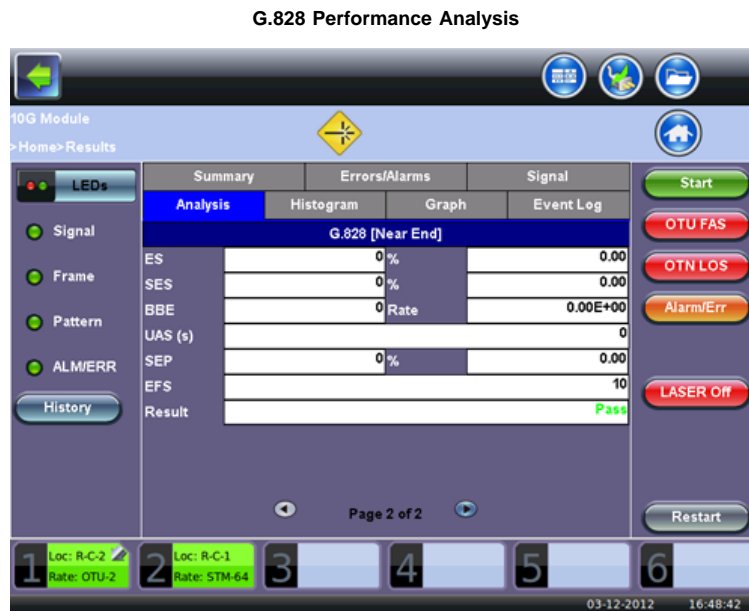 G.828 Performance Analysis
10G Module
>Home>Results
LEDs
Signal
Frame
Pattern
ALM/ERR
History
Summary Errors/Alarms Signal
Analysis Histogram Graph Event Log
G.828 [Near End]
ES 0 % 0.00
SES 0 % 0.00
BBE 0 Rate 0.00E+00
UAS (s) 0
SEP 0 % 0.00
EFS 10
Result Pass
Page 2 of 2
Start
OTU FAS
OTN LOS
Alarm/Err
LASER Off
Restart
1 Loc: R-C-2
Rate: OTU-2
2 Loc: R-C-1
Rate: STM-64
3
4
5
6
03-12-2012 16:48:42